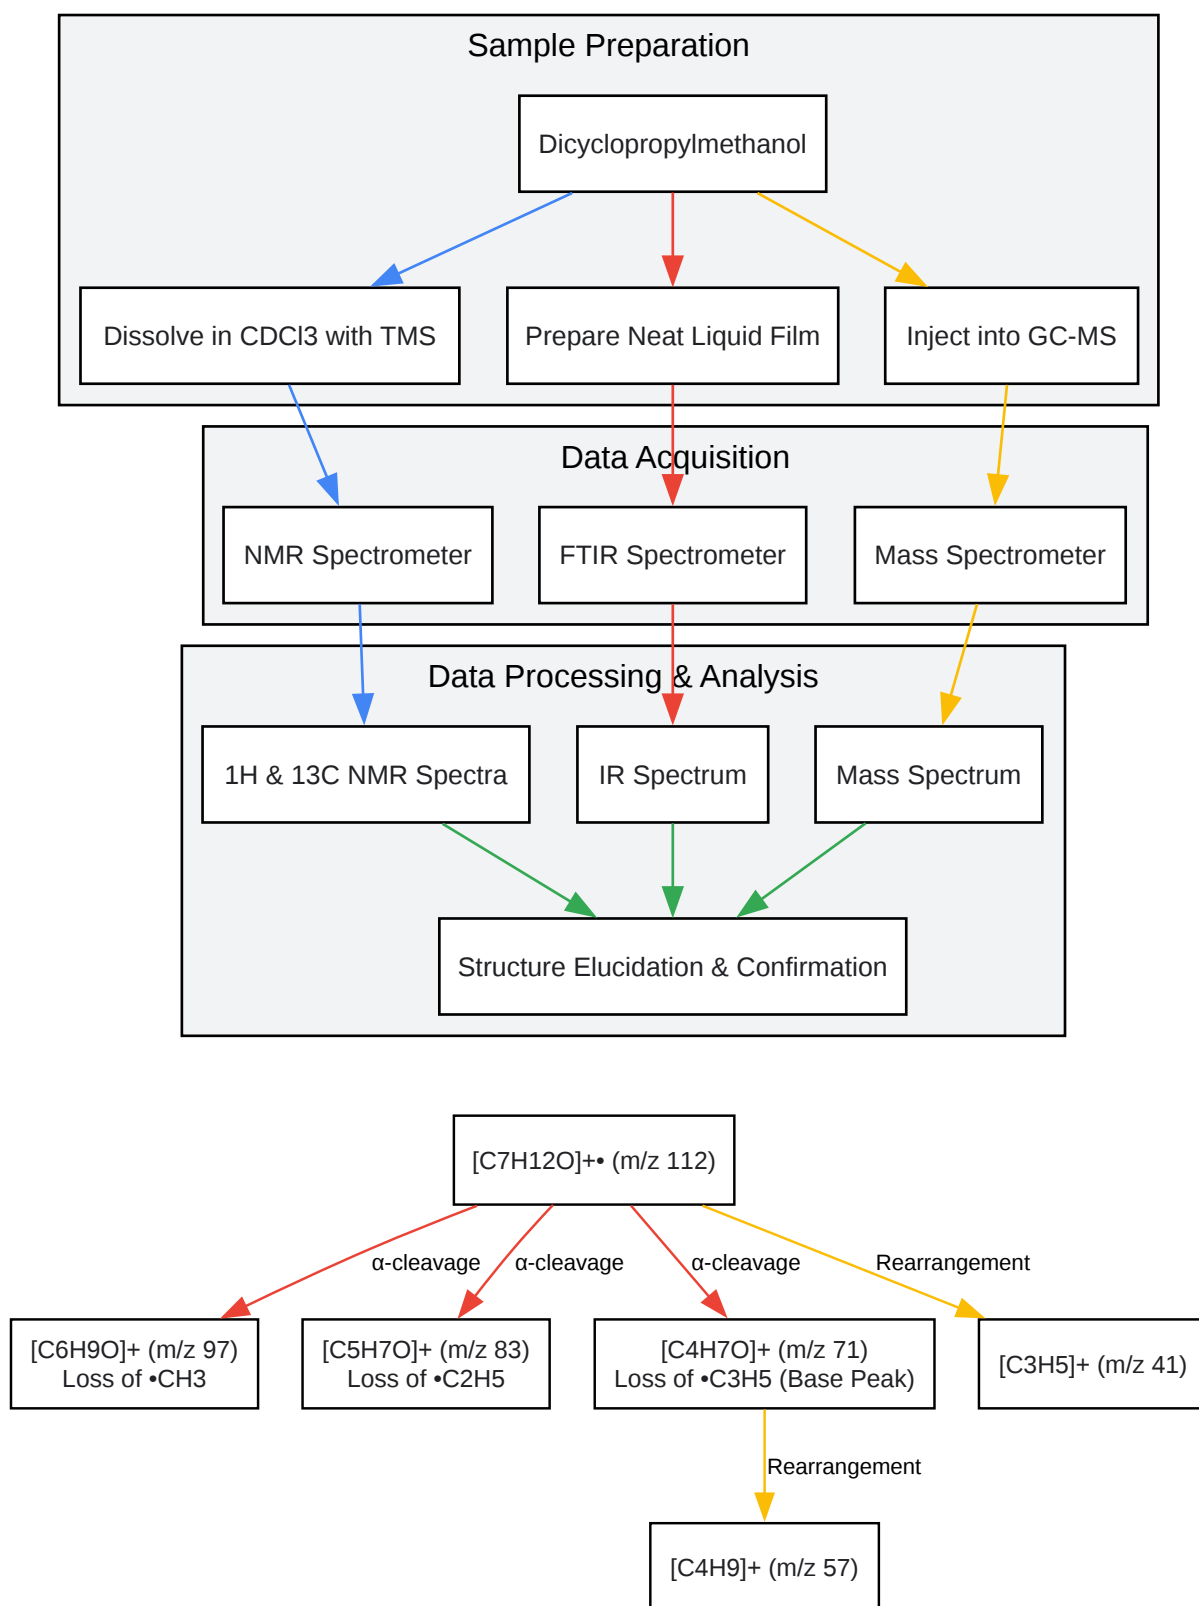 Sample Preparation
Dicyclopropylmethanol
Dissolve in CDCl3 with TMS
Prepare Neat Liquid Film
Inject into GC-MS
Data Acquisition
NMR Spectrometer
FTIR Spectrometer
Mass Spectrometer
Data Processing & Analysis
1H & 13C NMR Spectra
IR Spectrum
Mass Spectrum
Structure Elucidation & Confirmation
[C7H12O]+• (m/z 112)
α-cleavage
α-cleavage
α-cleavage
Rearrangement
[C6H9O]+ (m/z 97)
Loss of •CH3
[C5H7O]+ (m/z 83)
Loss of •C2H5
[C4H7O]+ (m/z 71)
Loss of •C3H5 (Base Peak)
[C3H5]+ (m/z 41)
Rearrangement
[C4H9]+ (m/z 57)